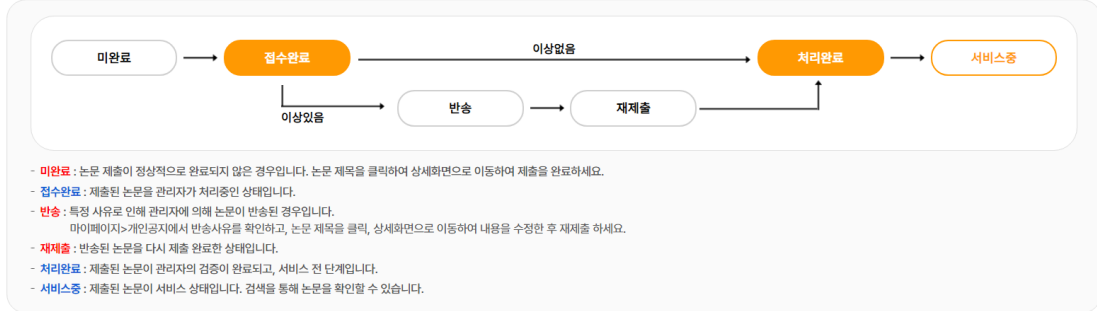 미완료
접수완료
이상없음
처리완료
서비스중
이상있음
반송
재제출
- 미완료 : 논문 제출이 정상적으로 완료되지 않은 경우입니다. 논문 제목을 클릭하여 상세화면으로 이동하여 제출을 완료하세요.
- 접수완료 : 제출된 논문을 관리자가 처리중인 상태입니다.
- 반송 : 특정 사유로 인해 관리자에 의해 논문이 반송된 경우입니다.
마이페이지>개인공지에서 반송사유를 확인하고, 논문 제목을 클릭, 상세화면으로 이동하여 내용을 수정한 후 재제출 하세요.
- 재제출 : 반송된 논문을 다시 제출 완료한 상태입니다.
- 처리완료 : 제출된 논문이 관리자의 검증이 완료되고, 서비스 전 단계입니다.
- 서비스중 : 제출된 논문이 서비스 상태입니다. 검색을 통해 논문을 확인할 수 있습니다.